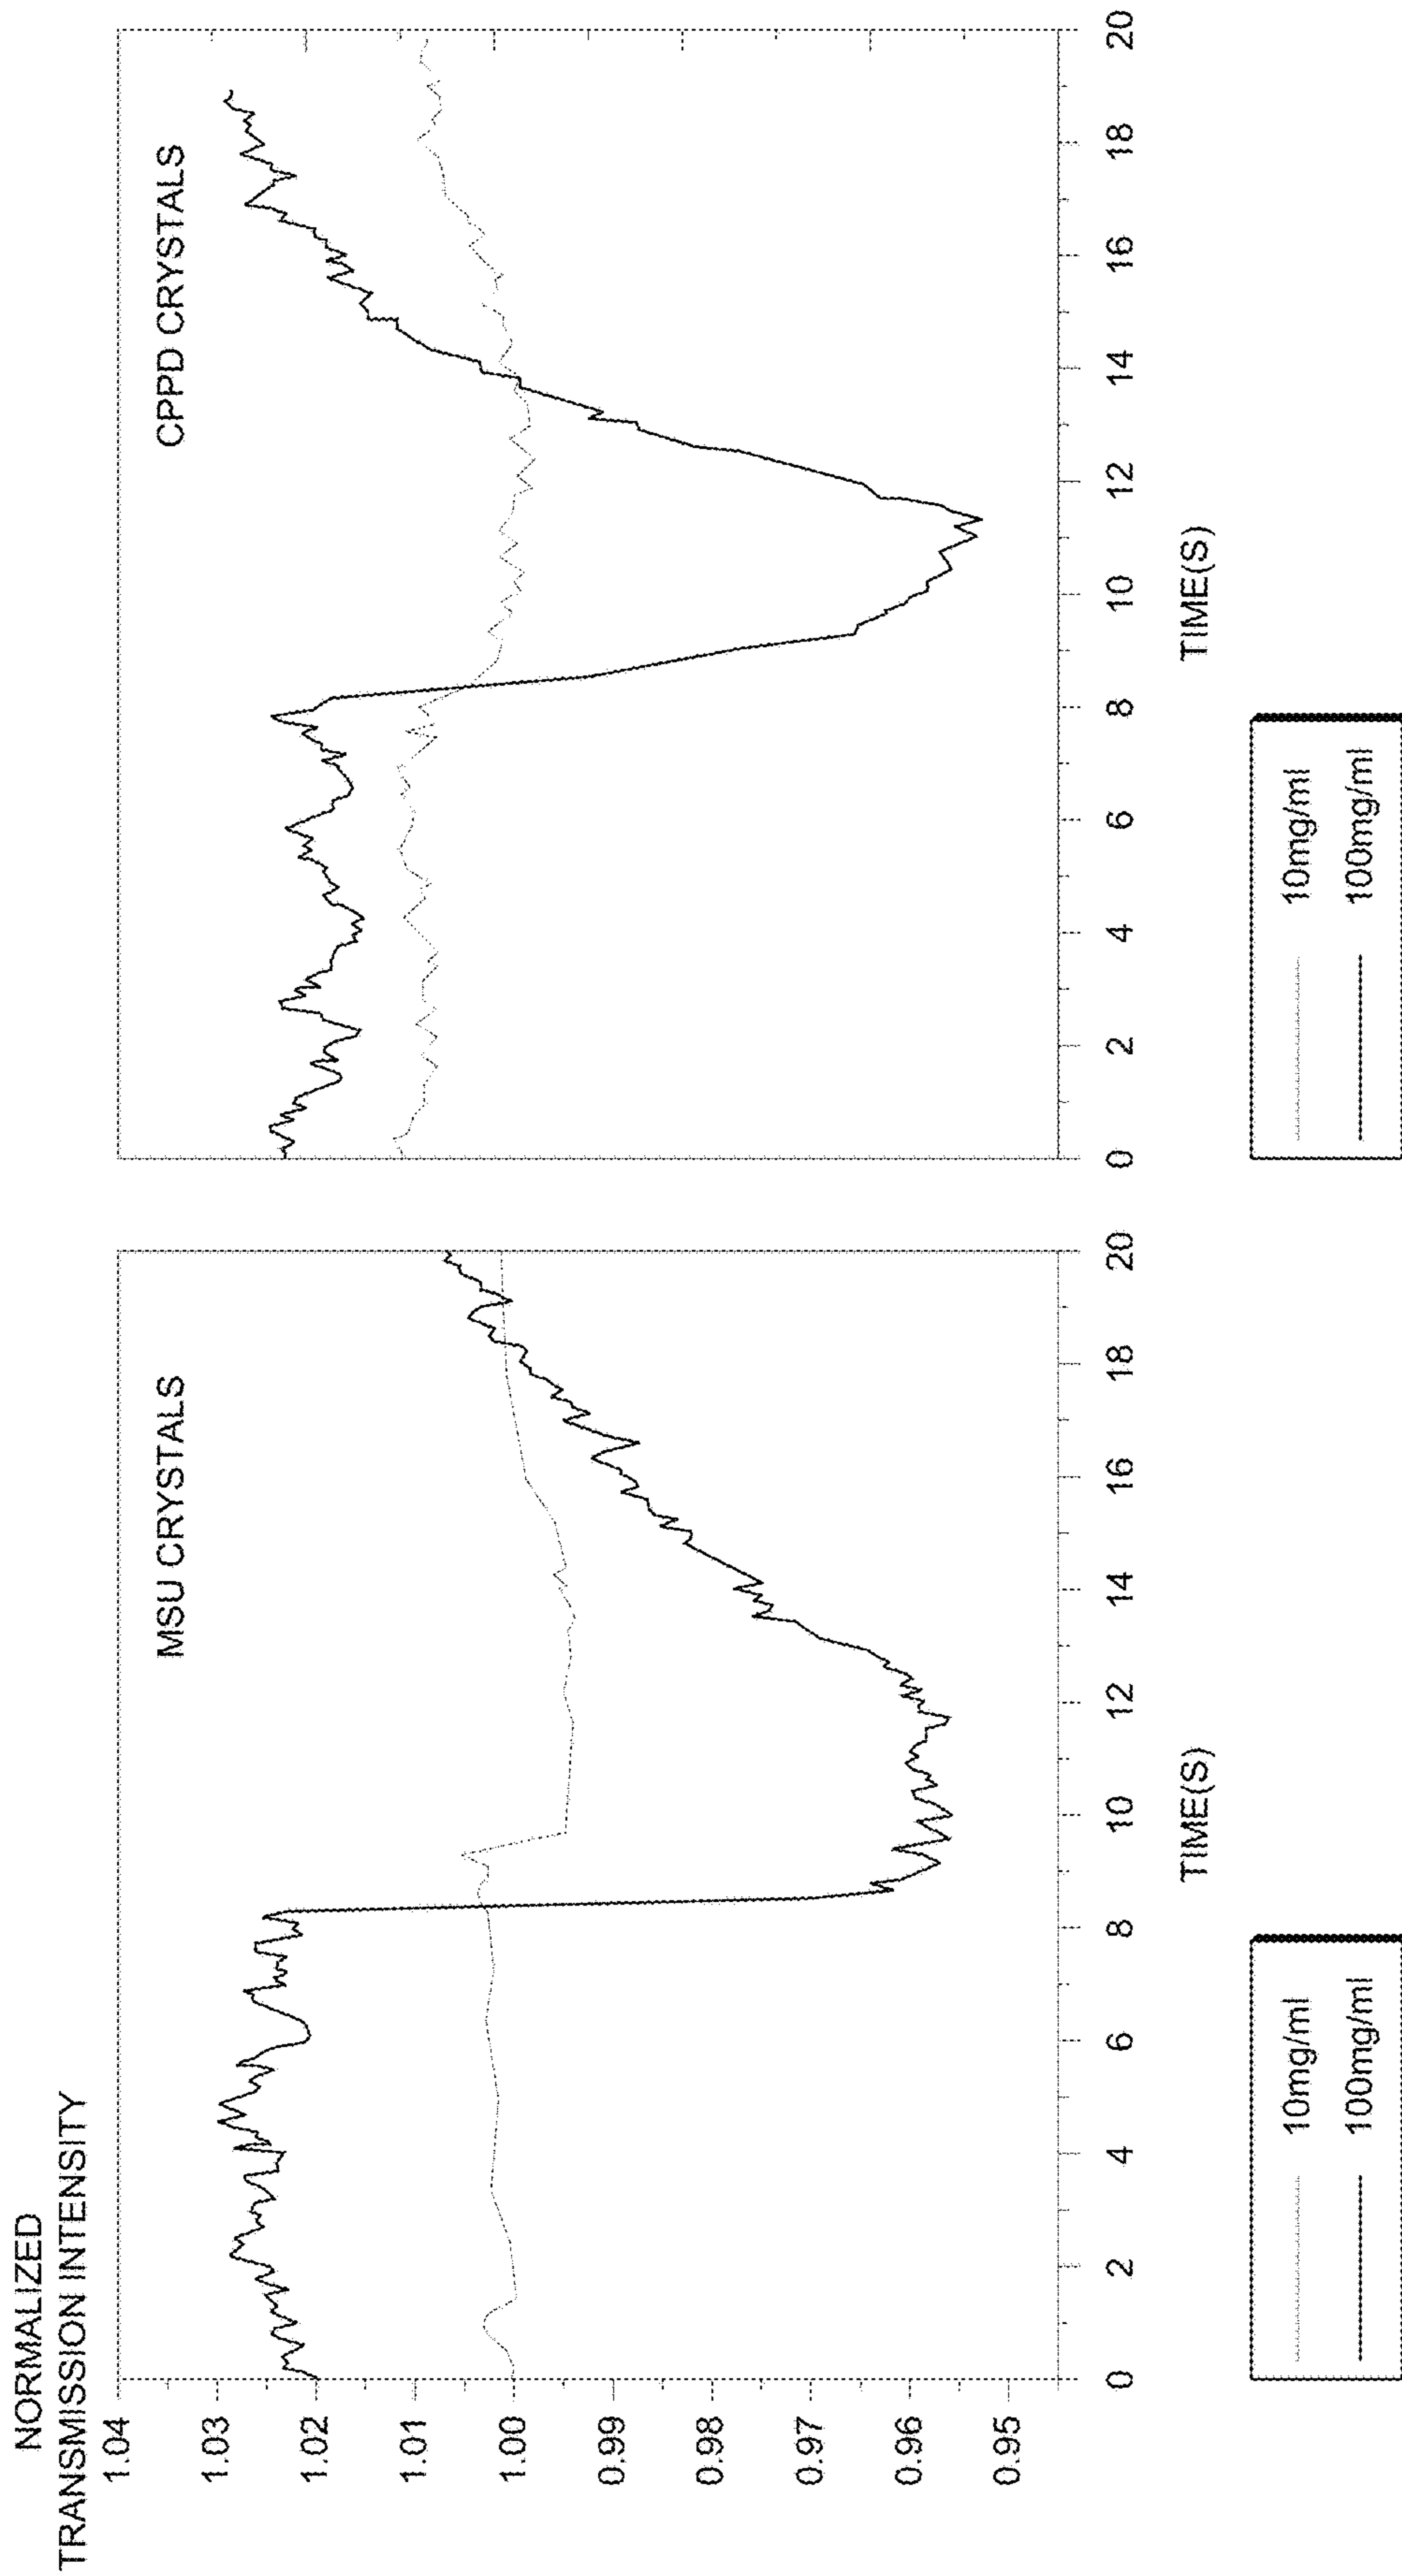 NORMALIZED
TRANSMISSION INTENSITY
1.04
1.03
1.02
1.01
1.00
0.99
0.98
0.97
0.96
0.95
MSU CRYSTALS
0 2 4 6 8 10 12 14 16 18 20
TIME(S)
10mg/ml
100mg/ml
CPPD CRYSTALS
0 2 4 6 8 10 12 14 16 18 20
TIME(S)
10mg/ml
100mg/ml